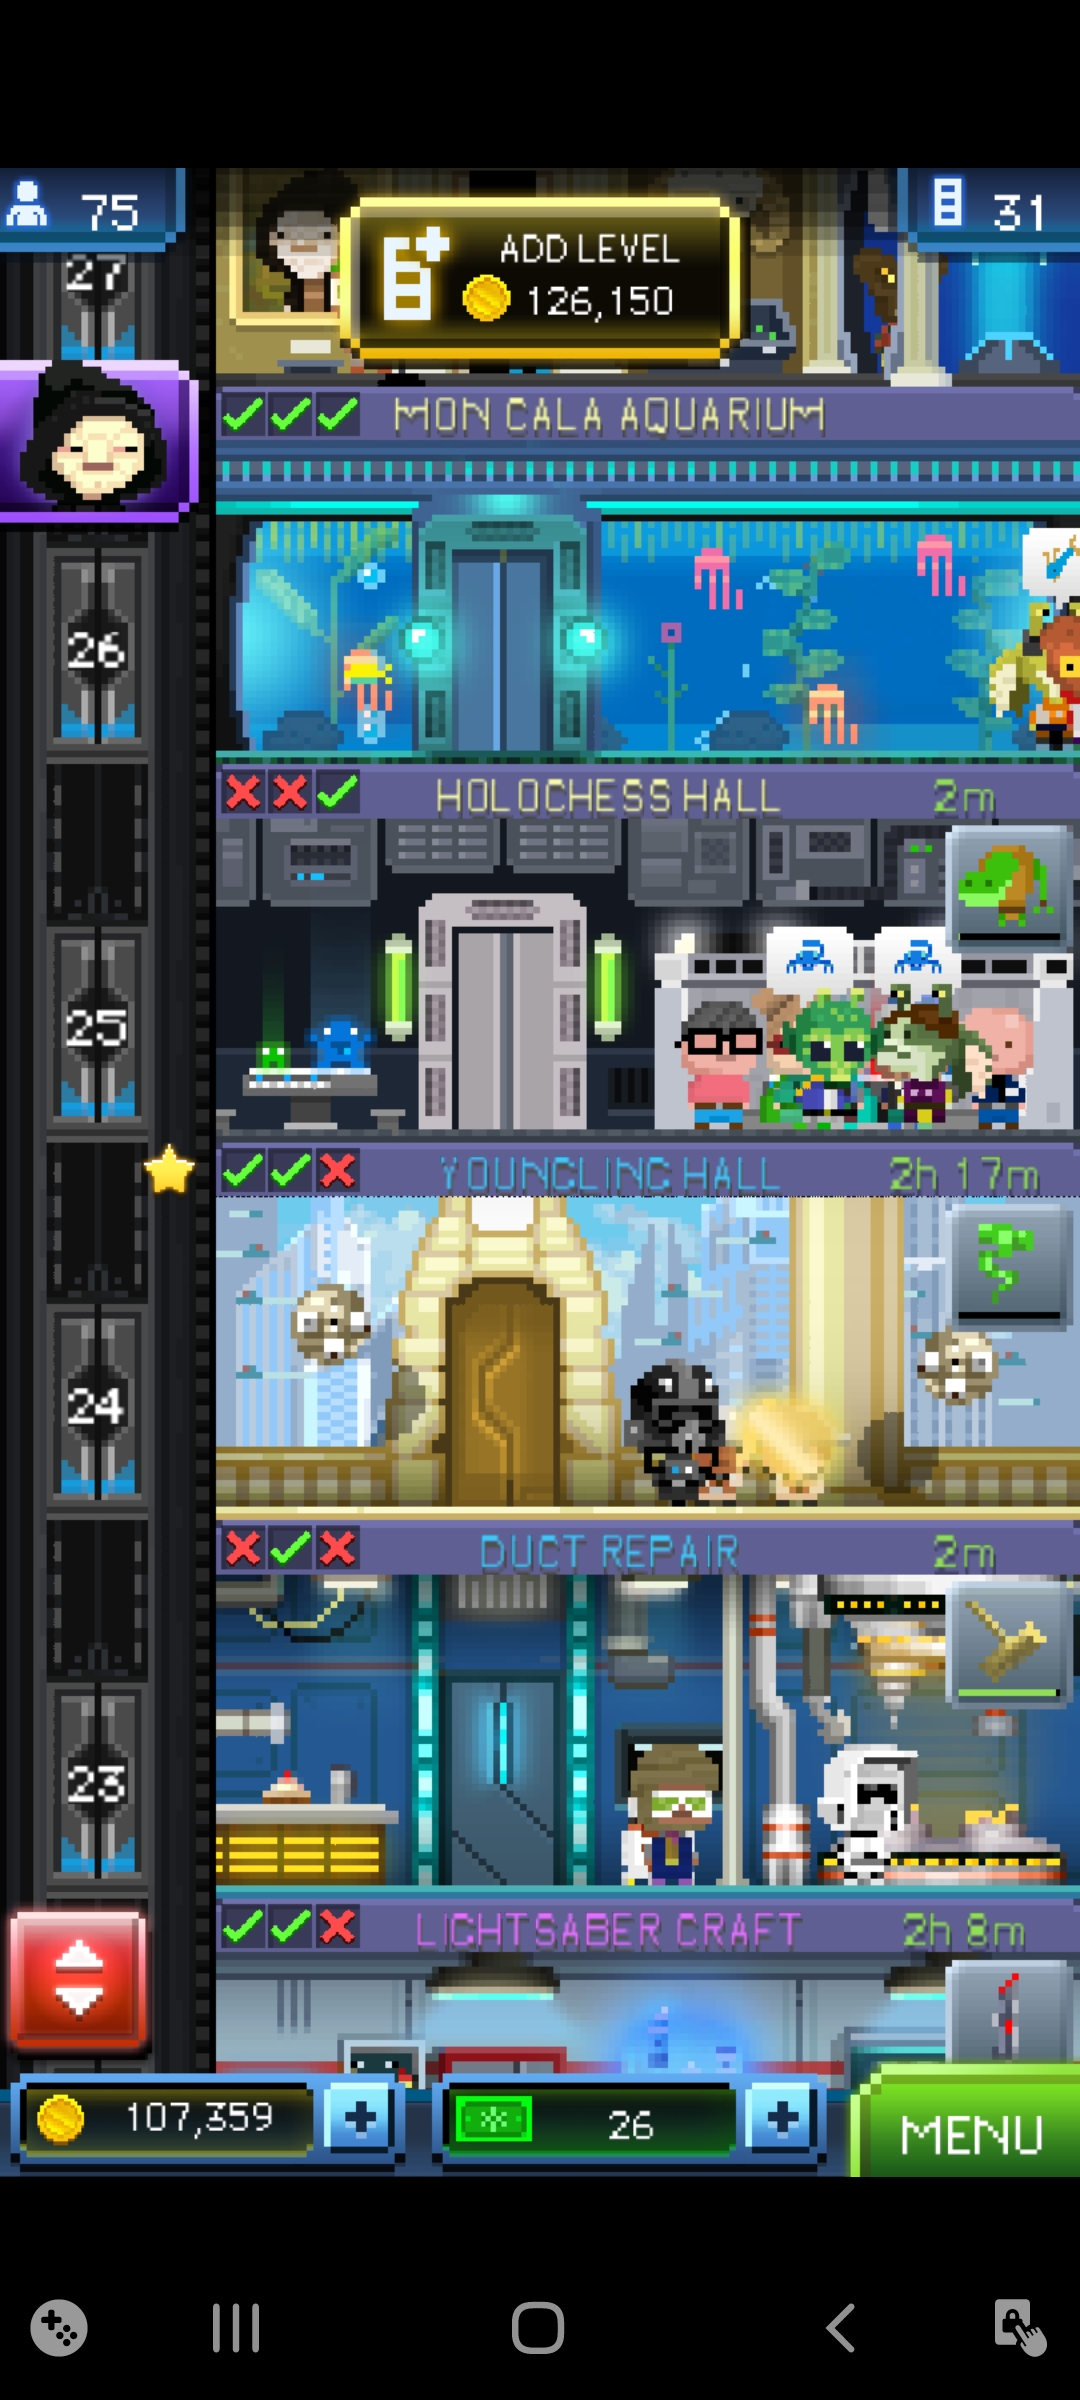 75
31
ADD LEVEL
126,150
27
MON CALA AQUARIUM
26
HOLOCHESS HALL 2m
25
YOUNGLING HALL 2h 17m
24
DUCT REPAIR 2m
23
LIGHTSABER CRAFT 2h 8m
107,359
26
MENU